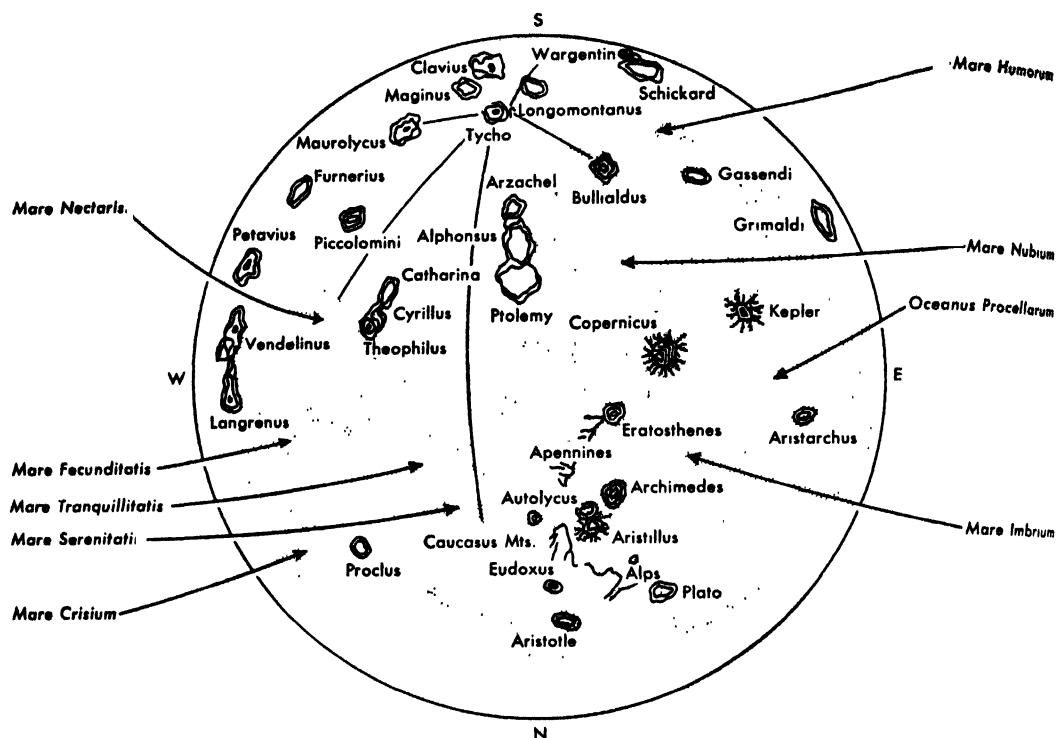 S
Wargentin
Clavius
Mare Humorum
Maginus
Schickard
Longomontanus
Maurolycus
Tycho
Furnerius
Arzachel
Bullialdus
Gassendi
Mare Nectaris
Petavius
Piccolomini
Alphonsus
Grimaldi
Mare Nubium
Catharina
Cyrillus
Ptolemy
Copernicus
Kepler
Oceanus Procellarum
Vendelinus
Theophilus
W
E
Langrenus
Eratosthenes
Aristarchus
Mare Fecunditatis
Apennines
Mare Tranquillitatis
Autolycus
Archimedes
Mare Serenitati
Caucasus Mts.
Aristillus
Mare Imbrium
Proclus
Eudoxus
Alps
Plato
Mare Crisium
Aristotle
N